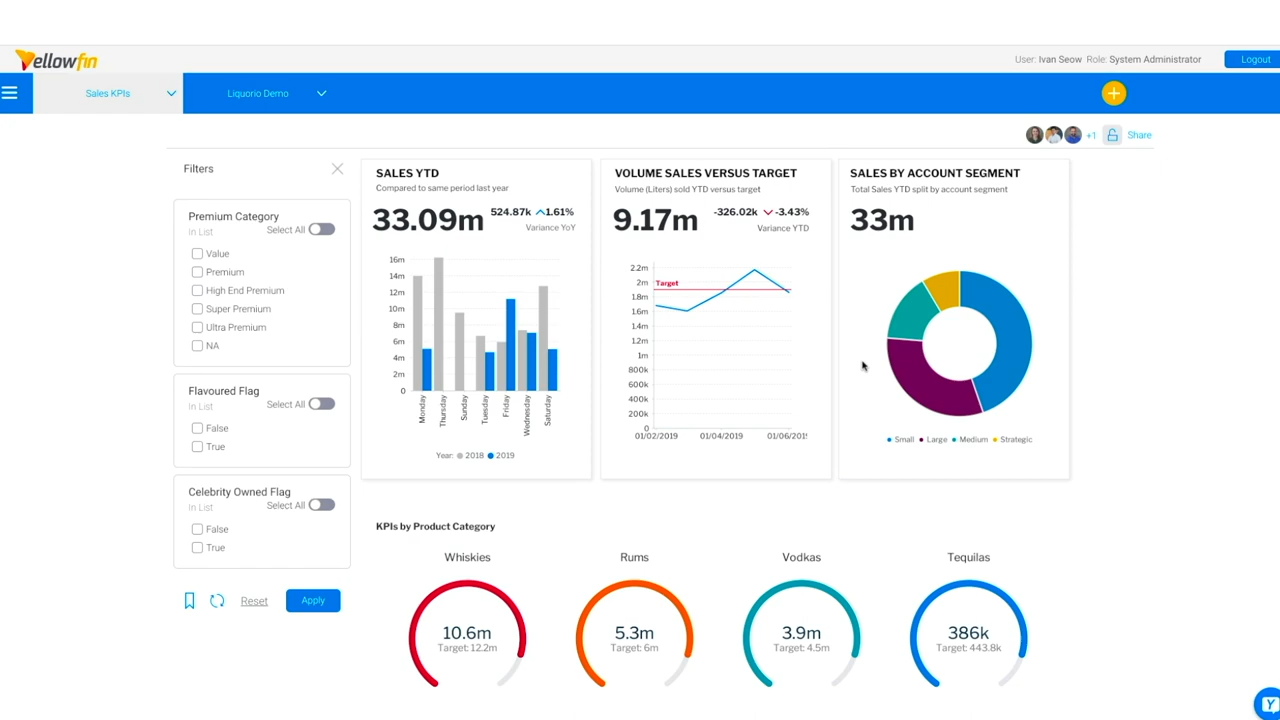 Yellowfin
User: Ivan Seow Role: System Administrator
Logout
Sales KPIs
Liquorio Demo
+1
Share
Filters
Premium Category
In List
Select All
Value
Premium
High End Premium
Super Premium
Ultra Premium
NA
Flavoured Flag
In List
Select All
False
True
Celebrity Owned Flag
In List
Select All
False
True
Reset
Apply
SALES YTD
Compared to same period last year
33.09m
524.87k 1.61%
Variance YoY
16m
14m
12m
10m
8m
6m
4m
2m
0
Monday
Thursday
Sunday
Tuesday
Friday
Wednesday
Saturday
Year: 2018 2019
VOLUME SALES VERSUS TARGET
Volume (Liters) sold YTD versus target
9.17m
-326.02k -3.43%
Variance YTD
2.2m
2m
Target
1.8m
1.6m
1.4m
1.2m
1m
800k
600k
400k
200k
0
01/02/2019 01/04/2019 01/06/201
SALES BY ACCOUNT SEGMENT
Total Sales YTD split by account segment
33m
Small Large Medium Strategic
KPIs by Product Category
Whiskies
10.6m
Target: 12.2m
Rums
5.3m
Target: 6m
Vodkas
3.9m
Target: 4.5m
Tequilas
386k
Target: 443.8k
Y